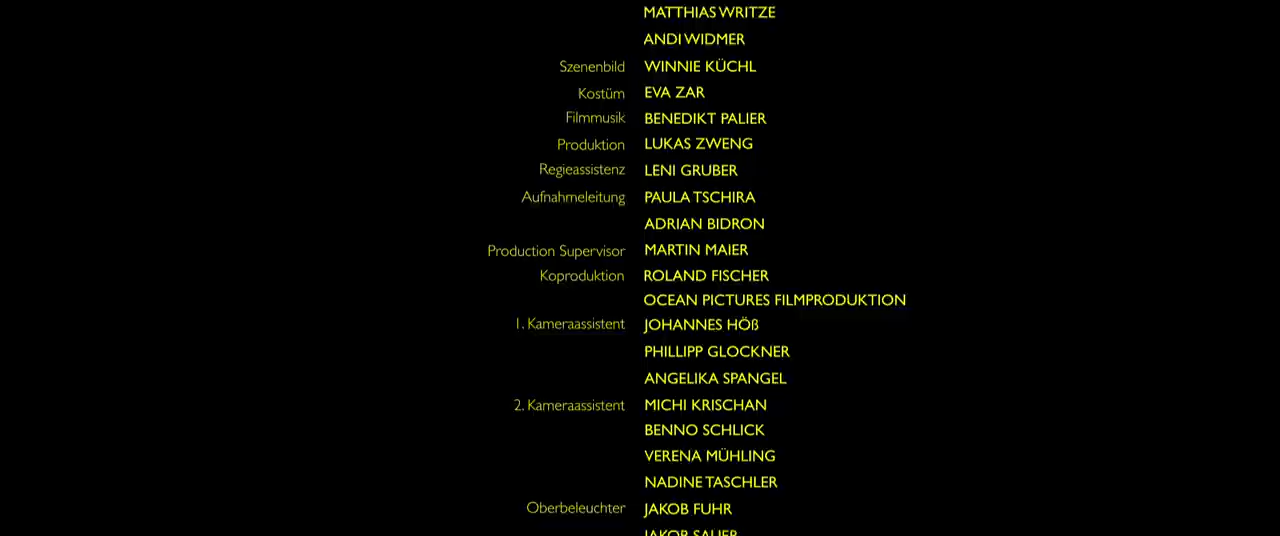 MATTHIAS WRITZE
ANDI WIDMER
Szenenbild WINNIE KÜCHL
Kostüm EVA ZAR
Filmmusik BENEDIKT PALIER
Produktion LUKAS ZWENG
Regieassistenz LENI GRUBER
Aufnahmeleitung PAULA TSCHIRA
ADRIAN BIDRON
Production Supervisor MARTIN MAIER
Koproduktion ROLAND FISCHER
OCEAN PICTURES FILMPRODUKTION
1. Kameraassistent JOHANNES HÖß
PHILLIPP GLOCKNER
ANGELIKA SPANGEL
2. Kameraassistent MICHI KRISCHAN
BENNO SCHLICK
VERENA MÜHLING
NADINE TASCHLER
Oberbeleuchter JAKOB FUHR
JAKOB SAUER